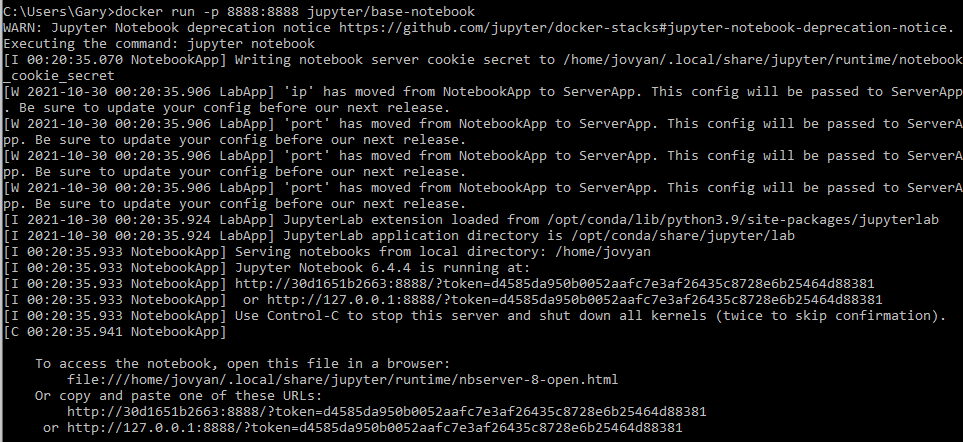 C:\Users\Gary>docker run -p 8888:8888 jupyter/base-notebook
WARN: Jupyter Notebook deprecation notice https://github.com/jupyter/docker-stacks#jupyter-notebook-deprecation-notice.
Executing the command: jupyter notebook
[I 00:20:35.070 NotebookApp] Writing notebook server cookie secret to /home/jovyan/.local/share/jupyter/runtime/notebook
_cookie_secret
[W 2021-10-30 00:20:35.906 LabApp] 'ip' has moved from NotebookApp to ServerApp. This config will be passed to ServerApp
. Be sure to update your config before our next release.
[W 2021-10-30 00:20:35.906 LabApp] 'port' has moved from NotebookApp to ServerApp. This config will be passed to ServerA
pp. Be sure to update your config before our next release.
[W 2021-10-30 00:20:35.906 LabApp] 'port' has moved from NotebookApp to ServerApp. This config will be passed to ServerA
pp. Be sure to update your config before our next release.
[W 2021-10-30 00:20:35.906 LabApp] 'port' has moved from NotebookApp to ServerApp. This config will be passed to ServerA
pp. Be sure to update your config before our next release.
[I 2021-10-30 00:20:35.924 LabApp] JupyterLab extension loaded from /opt/conda/lib/python3.9/site-packages/jupyterlab
[I 2021-10-30 00:20:35.924 LabApp] JupyterLab application directory is /opt/conda/share/jupyter/lab
[I 00:20:35.933 NotebookApp] Serving notebooks from local directory: /home/jovyan
[I 00:20:35.933 NotebookApp] Jupyter Notebook 6.4.4 is running at:
[I 00:20:35.933 NotebookApp] http://30d1651b2663:8888/?token=d4585da950b0052aafc7e3af26435c8728e6b25464d88381
[I 00:20:35.933 NotebookApp]  or http://127.0.0.1:8888/?token=d4585da950b0052aafc7e3af26435c8728e6b25464d88381
[I 00:20:35.933 NotebookApp] Use Control-C to stop this server and shut down all kernels (twice to skip confirmation).
[C 00:20:35.941 NotebookApp]
To access the notebook, open this file in a browser:
file:///home/jovyan/.local/share/jupyter/runtime/nbserver-8-open.html
Or copy and paste one of these URLs:
http://30d1651b2663:8888/?token=d4585da950b0052aafc7e3af26435c8728e6b25464d88381
or http://127.0.0.1:8888/?token=d4585da950b0052aafc7e3af26435c8728e6b25464d88381